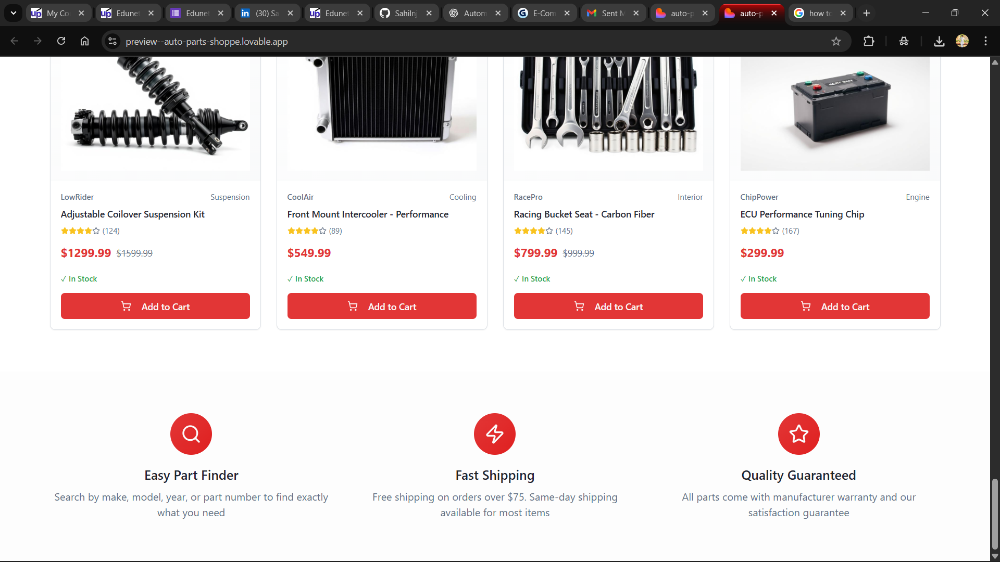 My Co
Edunet
Edunet
(30) Sa
Edunet
SahilInj
Autom
E-Com
Sent M
auto-p
auto-p
how to
preview--auto-parts-shoppe.lovable.app
LowRider Suspension
Adjustable Coilover Suspension Kit
(124)
$1299.99 $1599.99
✓ In Stock
Add to Cart
CoolAir Cooling
Front Mount Intercooler - Performance
(89)
$549.99
✓ In Stock
Add to Cart
RacePro Interior
Racing Bucket Seat - Carbon Fiber
(145)
$799.99 $999.99
✓ In Stock
Add to Cart
ChipPower Engine
ECU Performance Tuning Chip
(167)
$299.99
✓ In Stock
Add to Cart
Easy Part Finder
Search by make, model, year, or part number to find exactly
what you need
Fast Shipping
Free shipping on orders over $75. Same-day shipping
available for most items
Quality Guaranteed
All parts come with manufacturer warranty and our
satisfaction guarantee